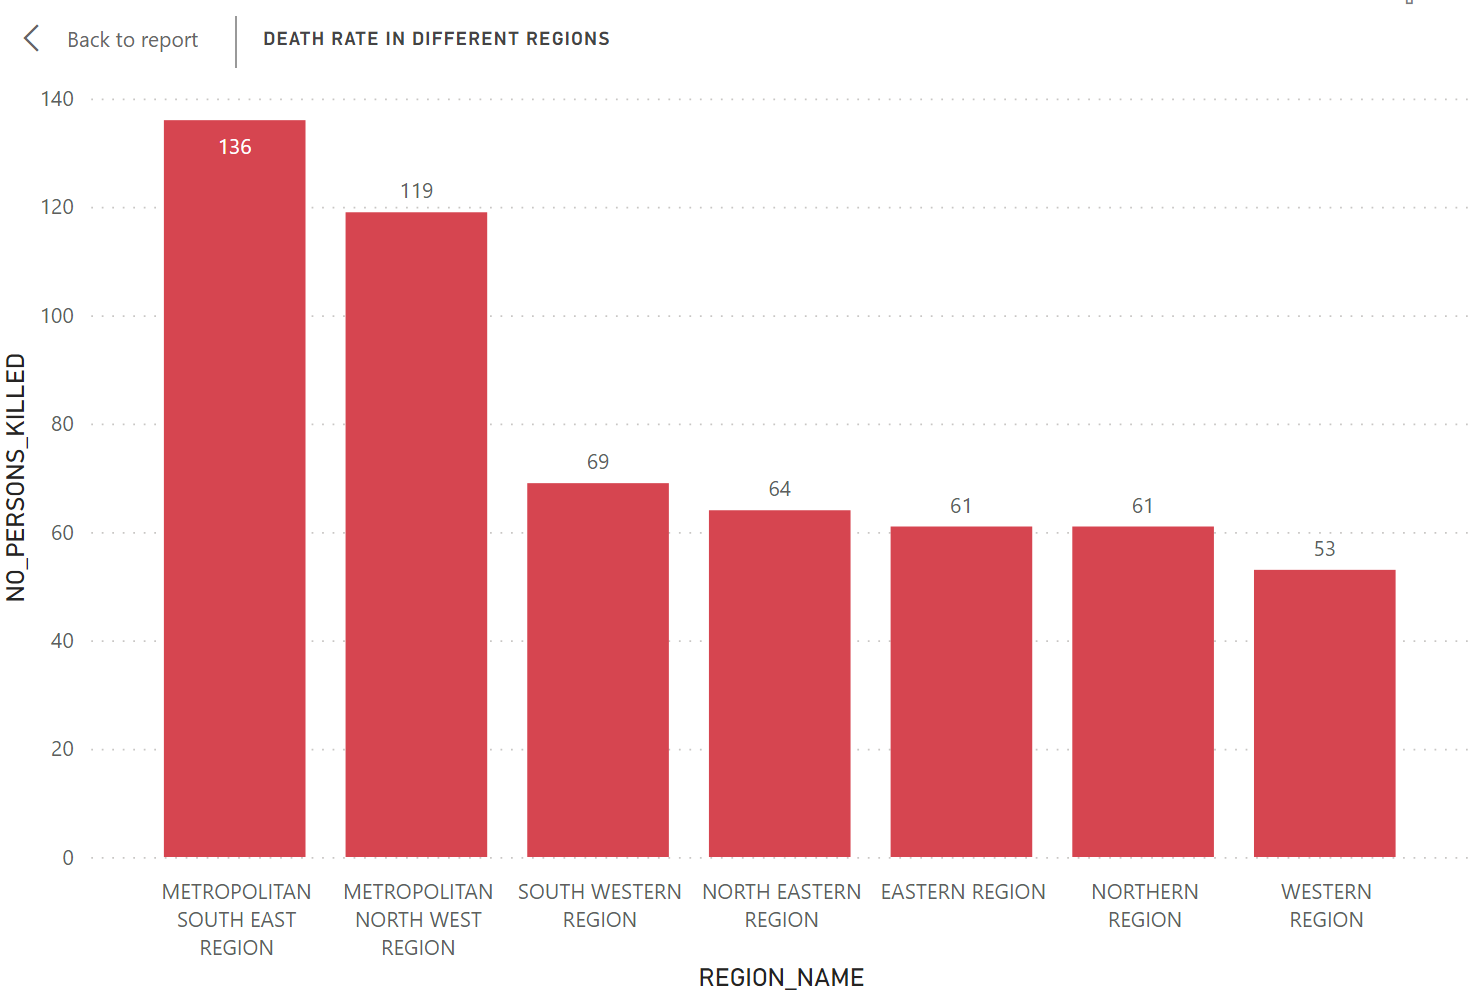 Back to report
DEATH RATE IN DIFFERENT REGIONS
NO_PERSONS_KILLED
140
120
100
80
60
40
20
0
136
119
69
64
61
61
53
METROPOLITAN
SOUTH EAST
REGION
METROPOLITAN
NORTH WEST
REGION
SOUTH WESTERN
REGION
NORTH EASTERN
REGION
EASTERN REGION
NORTHERN
REGION
WESTERN
REGION
REGION_NAME